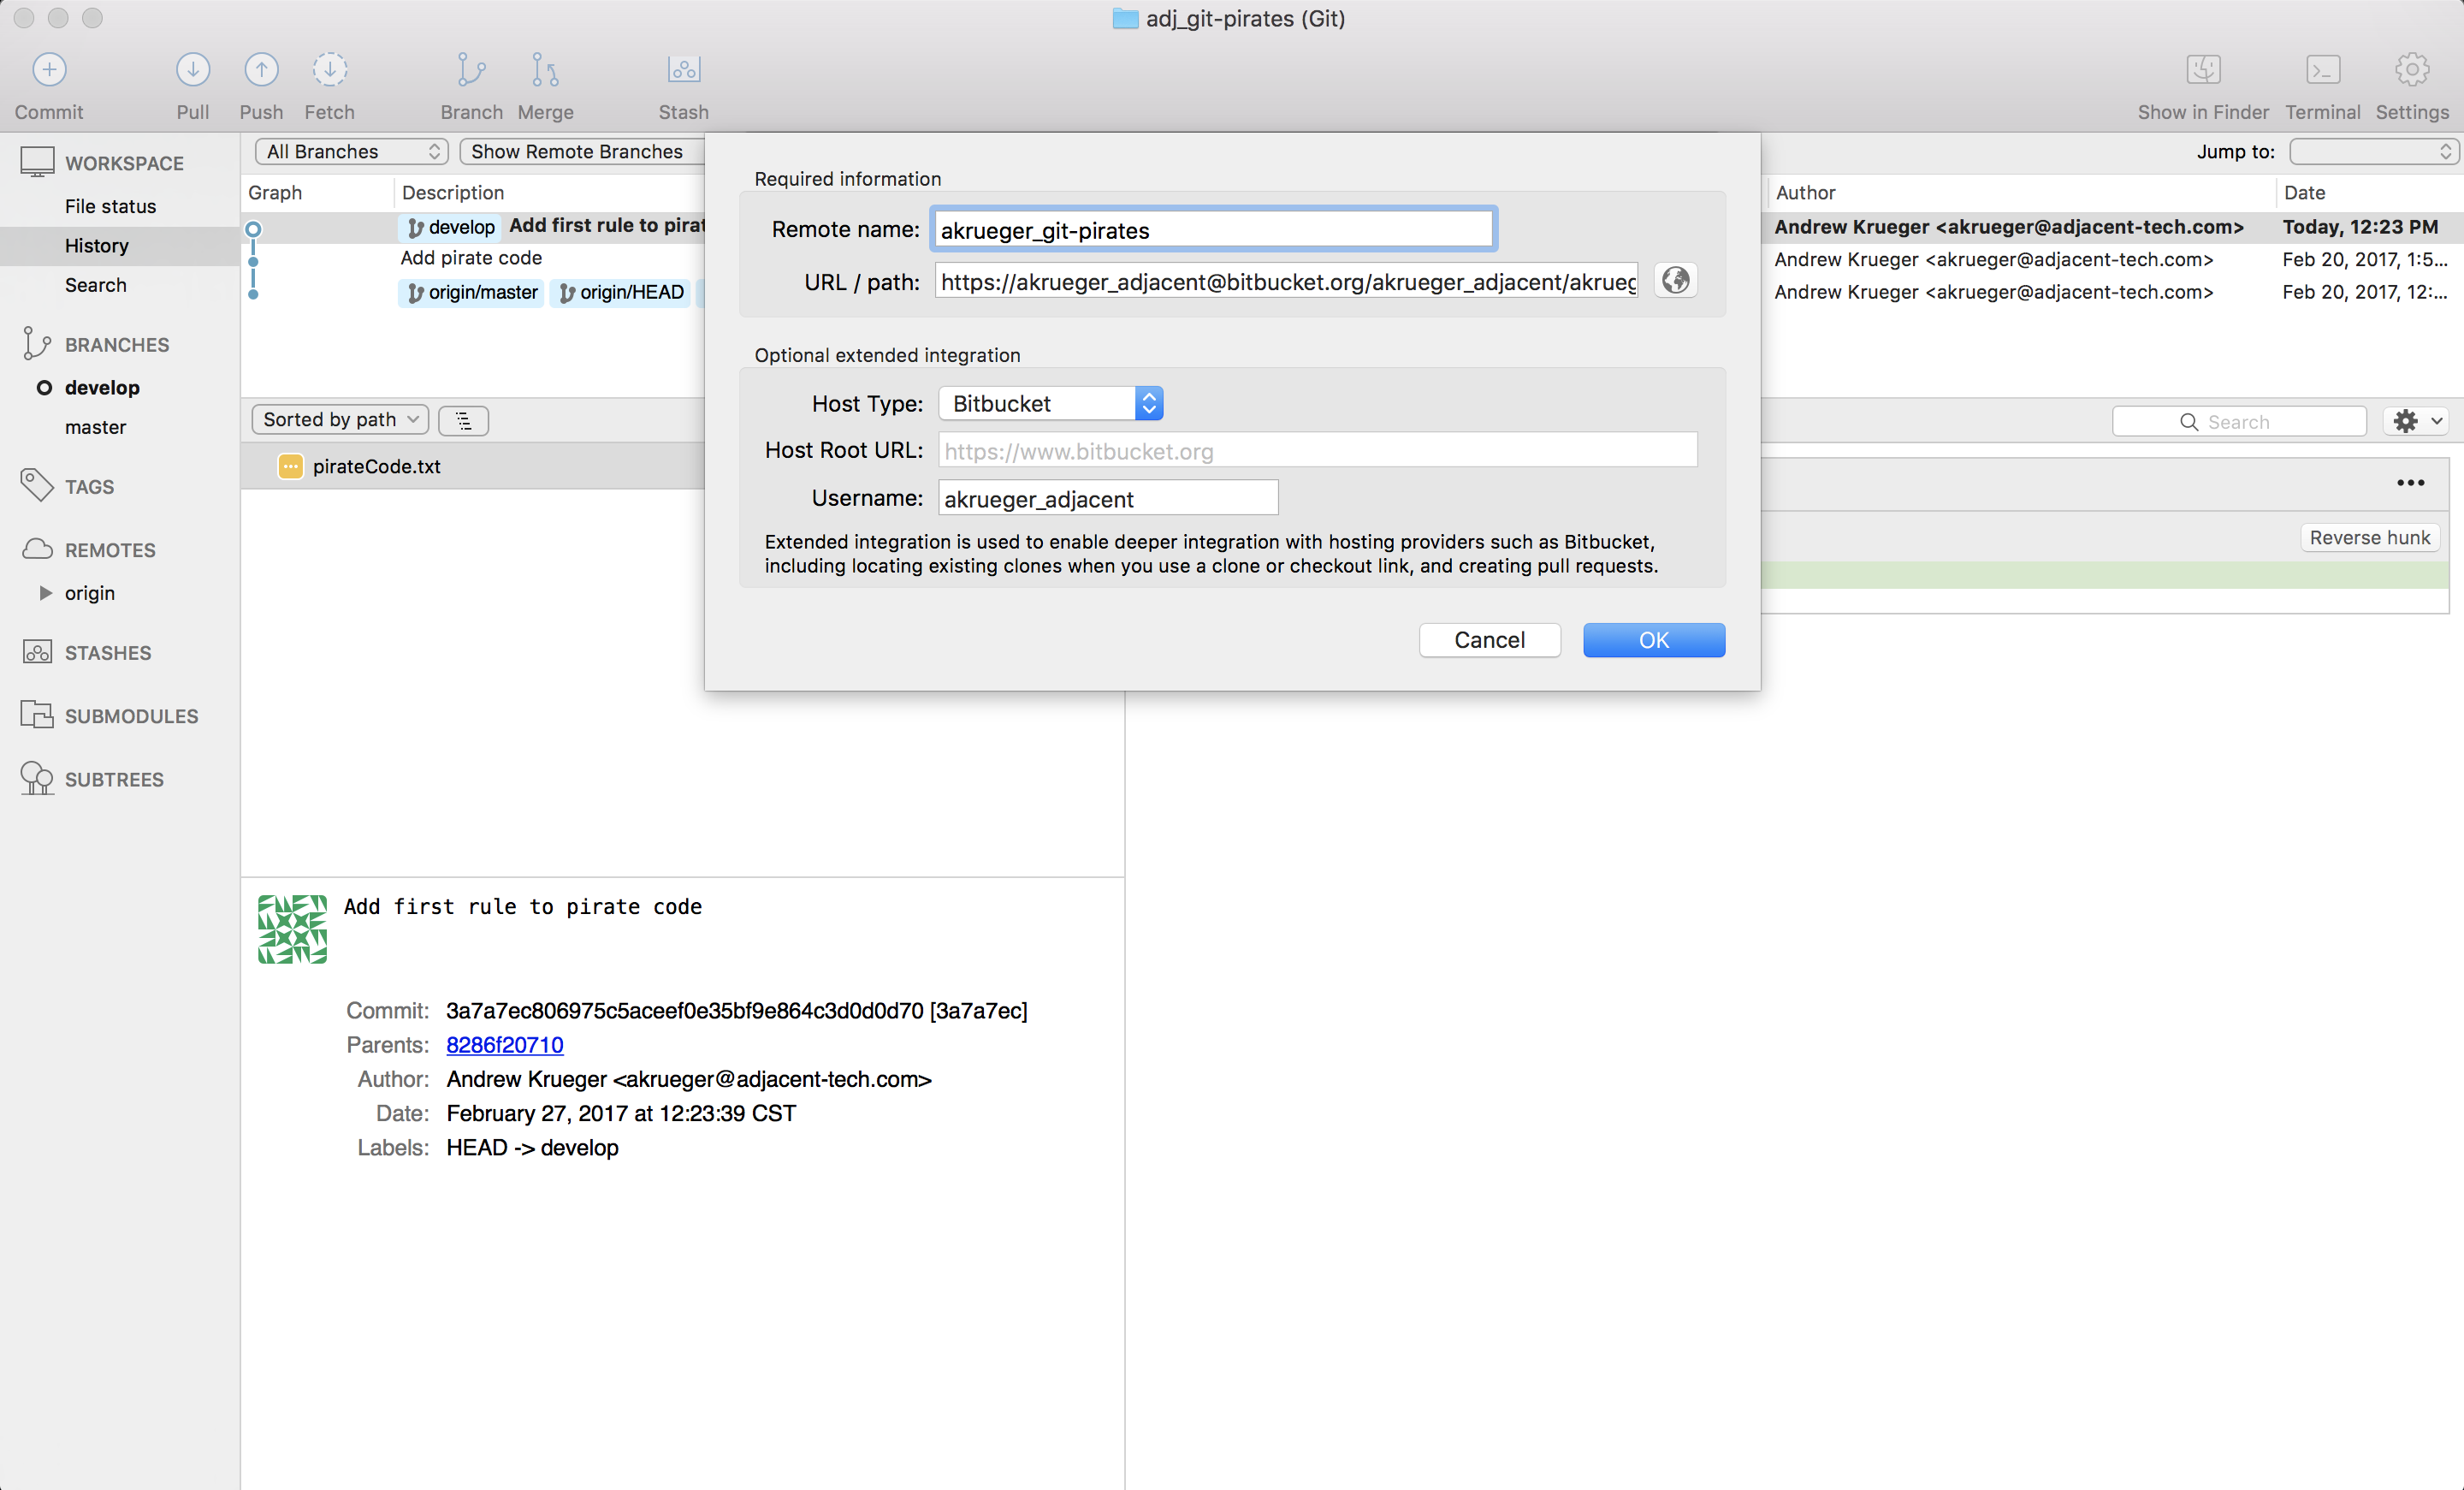 adj_git-pirates (Git)
Commit Pull Push Fetch Branch Merge Stash Show in Finder Terminal Settings
WORKSPACE
File status
History
Search
BRANCHES
develop
master
TAGS
REMOTES
origin
STASHES
SUBMODULES
SUBTREES
All Branches Show Remote Branches Jump to:
Graph Description Author Date
develop Add first rule to pirat Andrew Krueger <akrueger@adjacent-tech.com> Today, 12:23 PM
Add pirate code Andrew Krueger <akrueger@adjacent-tech.com> Feb 20, 2017, 1:5...
origin/master origin/HEAD Andrew Krueger <akrueger@adjacent-tech.com> Feb 20, 2017, 12:...
Required information
Remote name: akrueger_git-pirates
URL / path: https://akrueger_adjacent@bitbucket.org/akrueger_adjacent/akrueg
Optional extended integration
Host Type: Bitbucket
Host Root URL: https://www.bitbucket.org
Username: akrueger_adjacent
Extended integration is used to enable deeper integration with hosting providers such as Bitbucket,
including locating existing clones when you use a clone or checkout link, and creating pull requests.
Cancel OK
Sorted by path Search
pirateCode.txt
Reverse hunk
Add first rule to pirate code
Commit: 3a7a7ec806975c5aceef0e35bf9e864c3d0d0d70 [3a7a7ec]
Parents: 8286f20710
Author: Andrew Krueger <akrueger@adjacent-tech.com>
Date: February 27, 2017 at 12:23:39 CST
Labels: HEAD -> develop